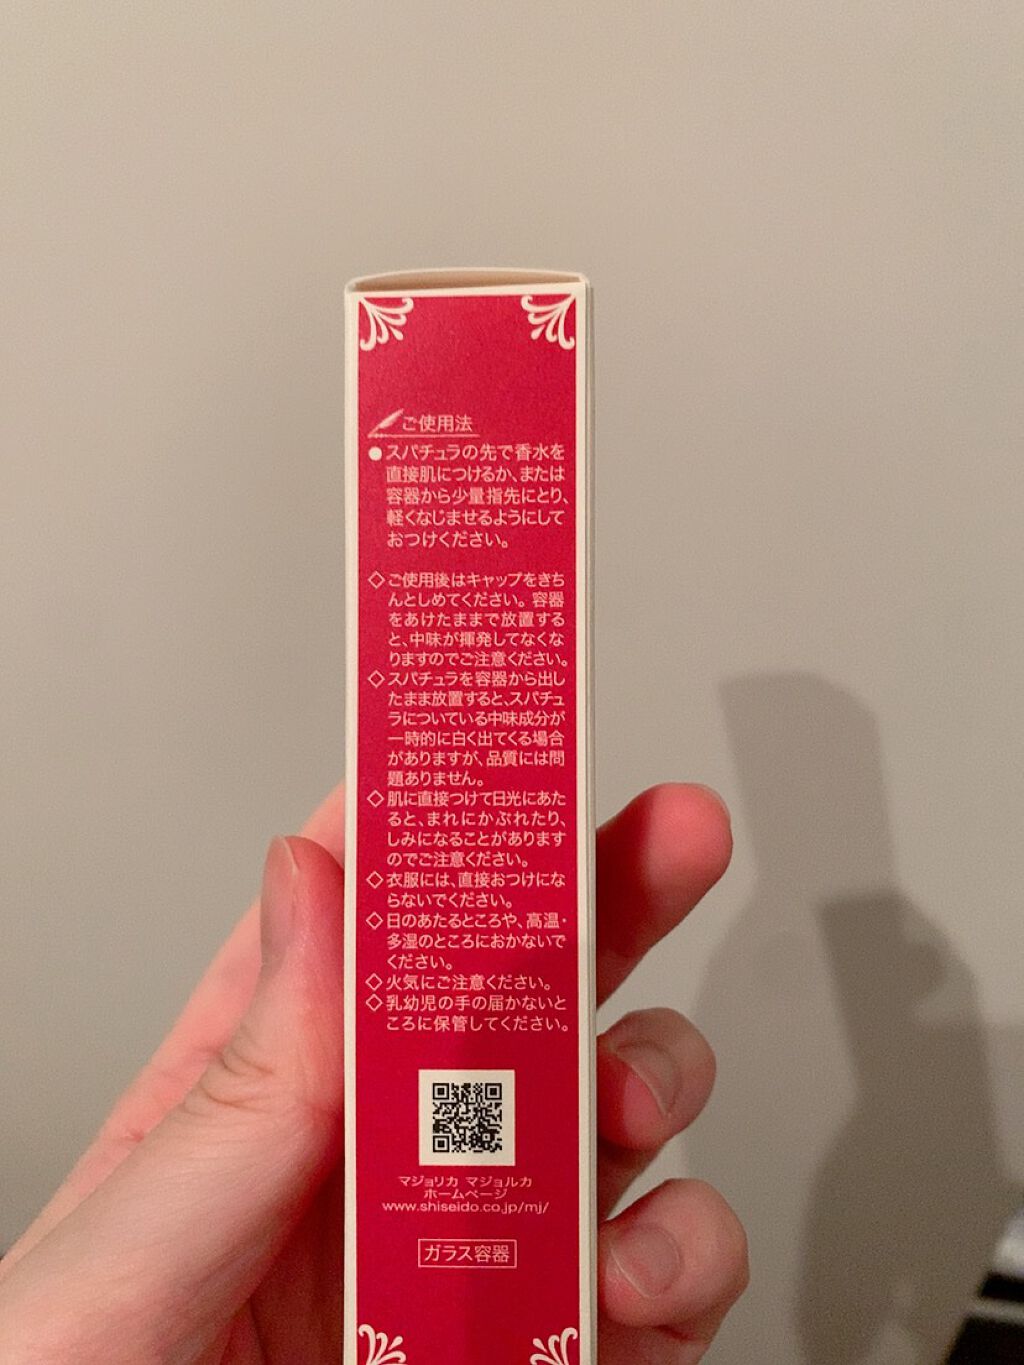 ご使用法
●スパチュラの先で香水を
直接肌につけるか、または
容器から少量指先にとり、
軽くなじませるようにして
おつけください。
◇ご使用後はキャップをきち
んとしめてください。容器
をあけたままで放置する
と、中味が揮発してなくな
りますのでご注意ください。
◇スパチュラを容器から出し
たまま放置すると、スパチュ
ラについている中味成分が
一時的に白く出てくる場合
がありますが、品質には問
題ありません。
◇肌に直接つけて日光にあた
ると、まれにかぶれたり、
しみになることがあります
のでご注意ください。
◇衣服には、直接おつけにな
らないでください。
◇日のあたるところや、高温・
多湿のところにおかないで
ください。
◇火気にご注意ください。
◇乳幼児の手の届かないと
ころに保管してください。
マジョリカ マジョルカ
ホームページ
www.shiseido.co.jp/mj/
ガラス容器